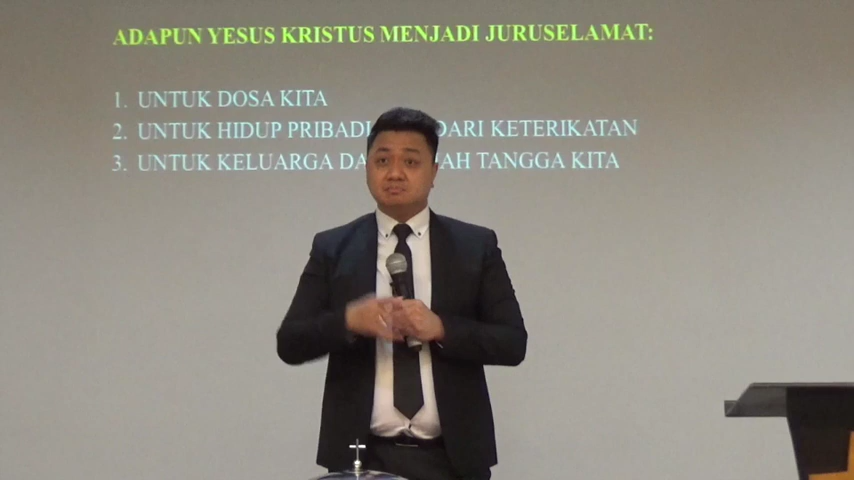 ADAPUN YESUS KRISTUS MENJADI JURUSELAMAT:
1. UNTUK DOSA KITA
2. UNTUK HIDUP PRIBADI DARI KETERIKATAN
3. UNTUK KELUARGA TANGGA KITA